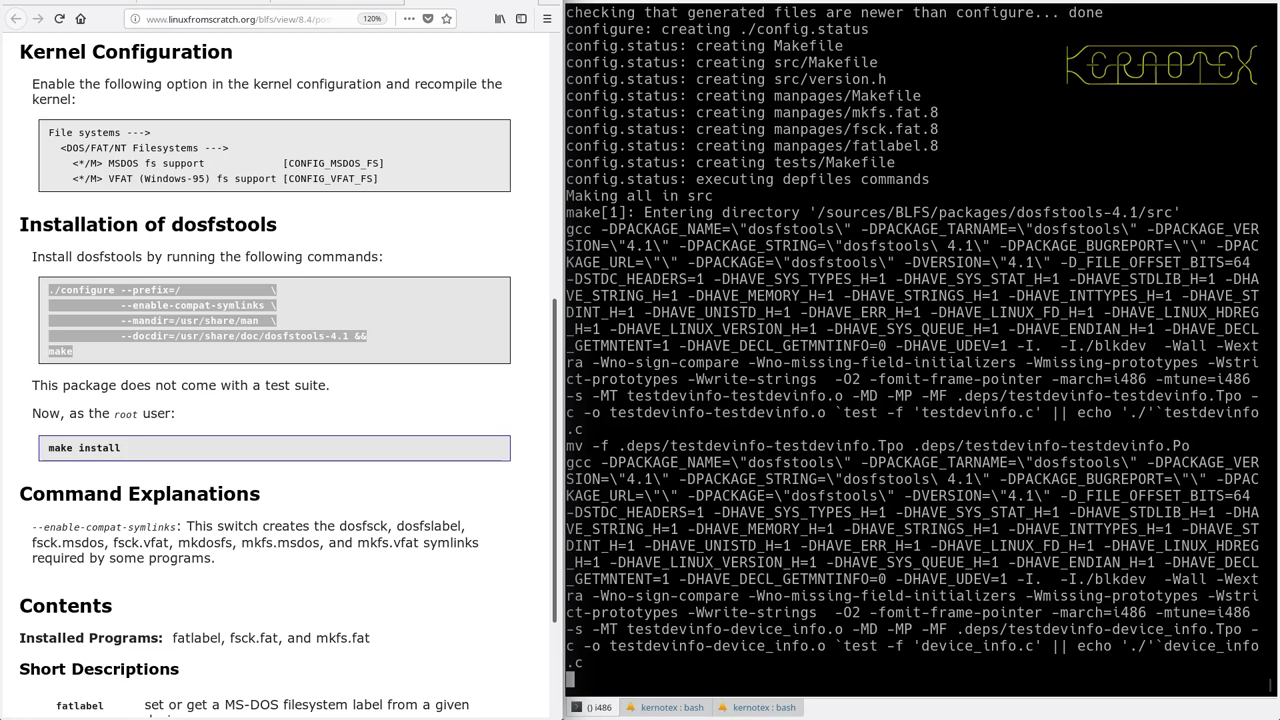 www.linuxfromscratch.org/blfs/view/8.4/pos
120%
Kernel Configuration
Enable the following option in the kernel configuration and recompile the
kernel:
File systems --->
<DOS/FAT/NT Filesystems --->
<*/M> MSDOS fs support [CONFIG_MSDOS_FS]
<*/M> VFAT (Windows-95) fs support [CONFIG_VFAT_FS]
Installation of dosfstools
Install dosfstools by running the following commands:
./configure --prefix=/ \
--enable-compat-symlinks \
--mandir=/usr/share/man \
--docdir=/usr/share/doc/dosfstools-4.1 &&
make
This package does not come with a test suite.
Now, as the root user:
make install
Command Explanations
--enable-compat-symlinks: This switch creates the dosfsck, dosfslabel,
fsck.msdos, fsck.vfat, mkdosfs, mkfs.msdos, and mkfs.vfat symlinks
required by some programs.
Contents
Installed Programs: fatlabel, fsck.fat, and mkfs.fat
Short Descriptions
fatlabel set or get a MS-DOS filesystem label from a given
checking that generated files are newer than configure... done
configure: creating ./config.status
config.status: creating Makefile
config.status: creating src/Makefile
config.status: creating src/version.h
config.status: creating manpages/Makefile
config.status: creating manpages/mkfs.fat.8
config.status: creating manpages/fsck.fat.8
config.status: creating manpages/fatlabel.8
config.status: creating tests/Makefile
config.status: executing depfiles commands
Making all in src
make[1]: Entering directory '/sources/BLFS/packages/dosfstools-4.1/src'
gcc -DPACKAGE_NAME=\"dosfstools\" -DPACKAGE_TARNAME=\"dosfstools\" -DPACKAGE_VER
SION=\"4.1\" -DPACKAGE_STRING=\"dosfstools\ 4.1\" -DPACKAGE_BUGREPORT=\"\" -DPAC
KAGE_URL=\"\" -DPACKAGE=\"dosfstools\" -DVERSION=\"4.1\" -D_FILE_OFFSET_BITS=64
-DSTDC_HEADERS=1 -DHAVE_SYS_TYPES_H=1 -DHAVE_SYS_STAT_H=1 -DHAVE_STDLIB_H=1 -DHA
VE_STRING_H=1 -DHAVE_MEMORY_H=1 -DHAVE_STRINGS_H=1 -DHAVE_INTTYPES_H=1 -DHAVE_ST
DINT_H=1 -DHAVE_UNISTD_H=1 -DHAVE_ERR_H=1 -DHAVE_LINUX_FD_H=1 -DHAVE_LINUX_HDREG
_H=1 -DHAVE_LINUX_VERSION_H=1 -DHAVE_SYS_QUEUE_H=1 -DHAVE_ENDIAN_H=1 -DHAVE_DECL
_GETMNTENT=1 -DHAVE_DECL_GETMNTINFO=0 -DHAVE_UDEV=1 -I. -I./blkdev -Wall -Wext
ra -Wno-sign-compare -Wno-missing-field-initializers -Wmissing-prototypes -Wstri
ct-prototypes -Wwrite-strings -O2 -fomit-frame-pointer -march=i486 -mtune=i486 -
-s -MT testdevinfo-testdevinfo.o -MD -MP -MF .deps/testdevinfo-testdevinfo.Tpo -
c -o testdevinfo-testdevinfo.o `test -f 'testdevinfo.c' || echo './'`testdevinfo
.c
mv -f .deps/testdevinfo-testdevinfo.Tpo .deps/testdevinfo-testdevinfo.Po
gcc -DPACKAGE_NAME=\"dosfstools\" -DPACKAGE_TARNAME=\"dosfstools\" -DPACKAGE_VER
SION=\"4.1\" -DPACKAGE_STRING=\"dosfstools\ 4.1\" -DPACKAGE_BUGREPORT=\"\" -DPAC
KAGE_URL=\"\" -DPACKAGE=\"dosfstools\" -DVERSION=\"4.1\" -D_FILE_OFFSET_BITS=64
-DSTDC_HEADERS=1 -DHAVE_SYS_TYPES_H=1 -DHAVE_SYS_STAT_H=1 -DHAVE_STDLIB_H=1 -DHA
VE_STRING_H=1 -DHAVE_MEMORY_H=1 -DHAVE_STRINGS_H=1 -DHAVE_INTTYPES_H=1 -DHAVE_ST
DINT_H=1 -DHAVE_UNISTD_H=1 -DHAVE_ERR_H=1 -DHAVE_LINUX_FD_H=1 -DHAVE_LINUX_HDREG
_H=1 -DHAVE_LINUX_VERSION_H=1 -DHAVE_SYS_QUEUE_H=1 -DHAVE_ENDIAN_H=1 -DHAVE_DECL
_GETMNTENT=1 -DHAVE_DECL_GETMNTINFO=0 -DHAVE_UDEV=1 -I. -I./blkdev -Wall -Wext
ra -Wno-sign-compare -Wno-missing-field-initializers -Wmissing-prototypes -Wstri
ct-prototypes -Wwrite-strings -O2 -fomit-frame-pointer -march=i486 -mtune=i486
-s -MT testdevinfo-device_info.o -MD -MP -MF .deps/testdevinfo-device_info.Tpo -
c -o testdevinfo-device_info.o `test -f 'device_info.c' || echo './'`device_info
.c
KERNOTEX
() i486
kernotex : bash
kernotex : bash